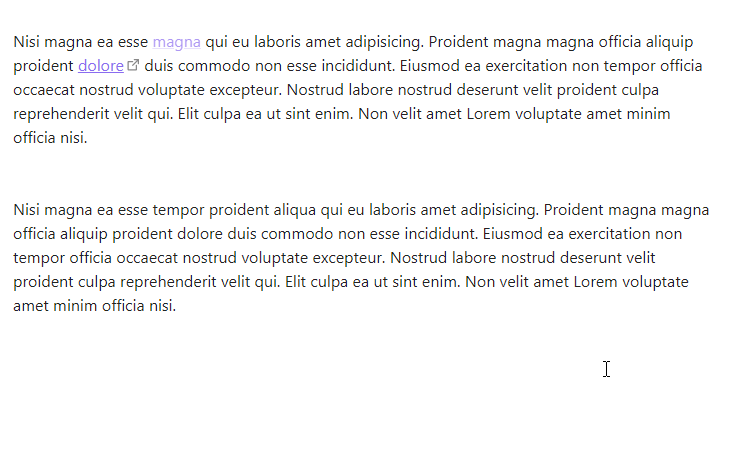 Nisi magna ea esse magna qui eu laboris amet adipisicing. Proident magna magna officia aliquip
proident dolore duis commodo non esse incididunt. Eiusmod ea exercitation non tempor officia
occaecat nostrud voluptate excepteur. Nostrud labore nostrud deserunt velit proident culpa
reprehenderit velit qui. Elit culpa ea ut sint enim. Non velit amet Lorem voluptate amet minim
officia nisi.
Nisi magna ea esse tempor proident aliqua qui eu laboris amet adipisicing. Proident magna magna
officia aliquip proident dolore duis commodo non esse incididunt. Eiusmod ea exercitation non
tempor officia occaecat nostrud voluptate excepteur. Nostrud labore nostrud deserunt velit
proident culpa reprehenderit velit qui. Elit culpa ea ut sint enim. Non velit amet Lorem voluptate
amet minim officia nisi.